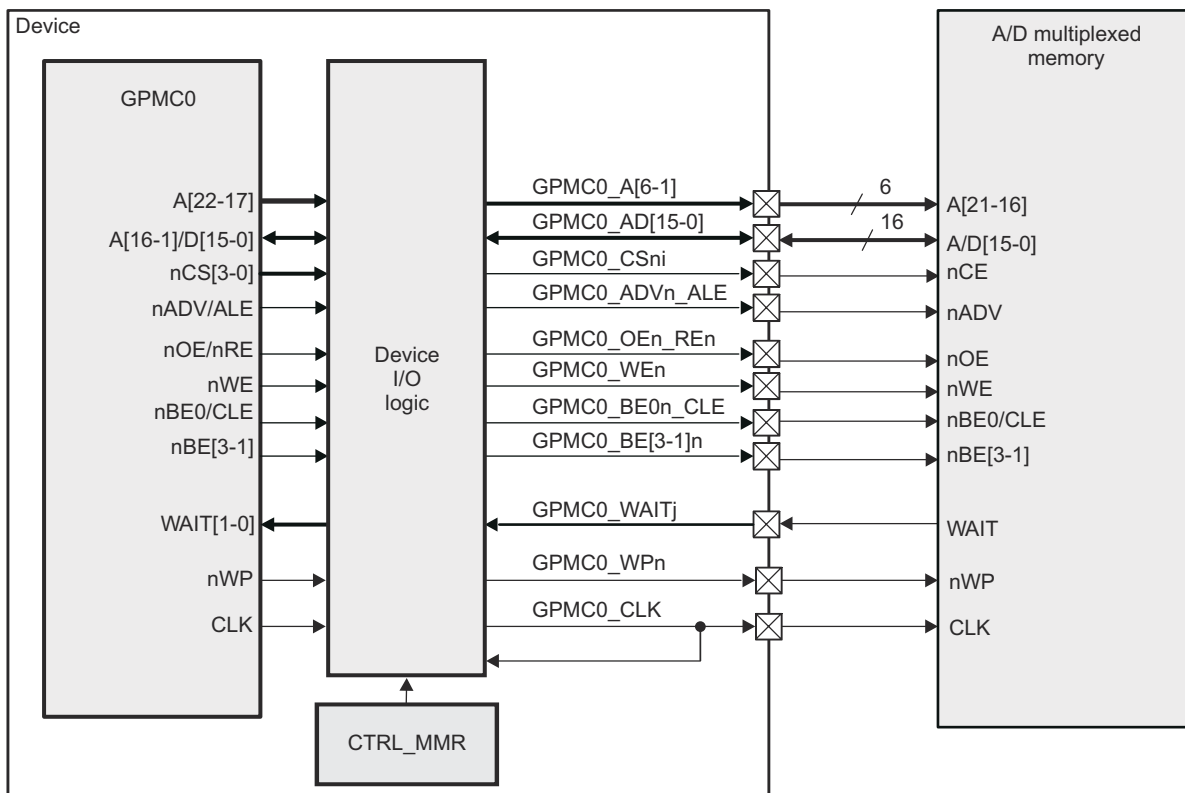 Device
A/D multiplexed
memory
GPMC0
A[22-17]
A[16-1]/D[15-0]
nCS[3-0]
nADV/ALE
nOE/nRE
nWE
nBE0/CLE
nBE[3-1]
WAIT[1-0]
nWP
CLK
Device
I/O
logic
CTRL_MMR
GPMC0_A[6-1]
GPMC0_AD[15-0]
GPMC0_CSni
GPMC0_ADVn_ALE
GPMC0_OEn_REn
GPMC0_WEn
GPMC0_BE0n_CLE
GPMC0_BE[3-1]n
GPMC0_WAITj
GPMC0_WPn
GPMC0_CLK
6
16
A[21-16]
A/D[15-0]
nCE
nADV
nOE
nWE
nBE0/CLE
nBE[3-1]
WAIT
nWP
CLK